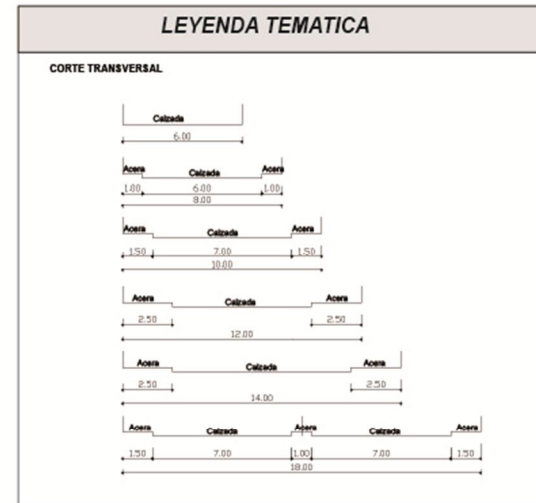 LEYENDA TEMATICA
CORTE TRANSVERSAL
Calzada
6.00
Acera Calzada Acera
1.00 6.00 1.00
8.00
Acera Calzada Acera
1.50 7.00 1.50
10.00
Acera Calzada Acera
2.50 2.50
12.00
Acera Calzada Acera
2.50 2.50
14.00
Acera Calzada Acera Calzada Acera
1.50 7.00 1.00 7.00 1.50
18.00